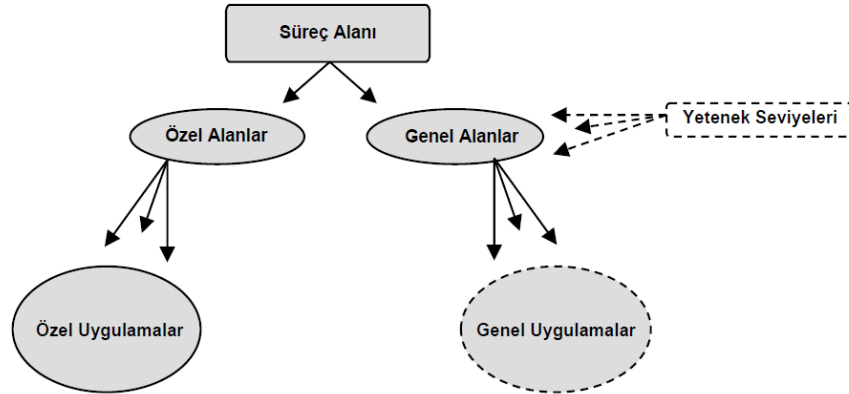 Süreç Alanı
Özel Alanlar
Genel Alanlar
Yetenek Seviyeleri
Özel Uygulamalar
Genel Uygulamalar